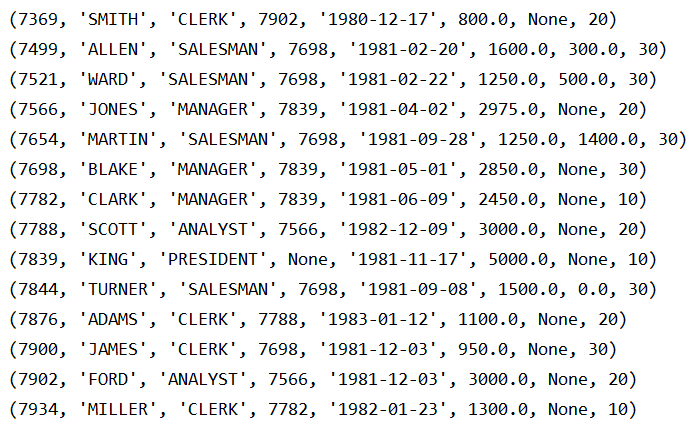 (7369, 'SMITH', 'CLERK', 7902, '1980-12-17', 800.0, None, 20)
(7499, 'ALLEN', 'SALESMAN', 7698, '1981-02-20', 1600.0, 300.0, 30)
(7521, 'WARD', 'SALESMAN', 7698, '1981-02-22', 1250.0, 500.0, 30)
(7566, 'JONES', 'MANAGER', 7839, '1981-04-02', 2975.0, None, 20)
(7654, 'MARTIN', 'SALESMAN', 7698, '1981-09-28', 1250.0, 1400.0, 30)
(7698, 'BLAKE', 'MANAGER', 7839, '1981-05-01', 2850.0, None, 30)
(7782, 'CLARK', 'MANAGER', 7839, '1981-06-09', 2450.0, None, 10)
(7788, 'SCOTT', 'ANALYST', 7566, '1982-12-09', 3000.0, None, 20)
(7839, 'KING', 'PRESIDENT', None, '1981-11-17', 5000.0, None, 10)
(7844, 'TURNER', 'SALESMAN', 7698, '1981-09-08', 1500.0, 0.0, 30)
(7876, 'ADAMS', 'CLERK', 7788, '1983-01-12', 1100.0, None, 20)
(7900, 'JAMES', 'CLERK', 7698, '1981-12-03', 950.0, None, 30)
(7902, 'FORD', 'ANALYST', 7566, '1981-12-03', 3000.0, None, 20)
(7934, 'MILLER', 'CLERK', 7782, '1982-01-23', 1300.0, None, 10)